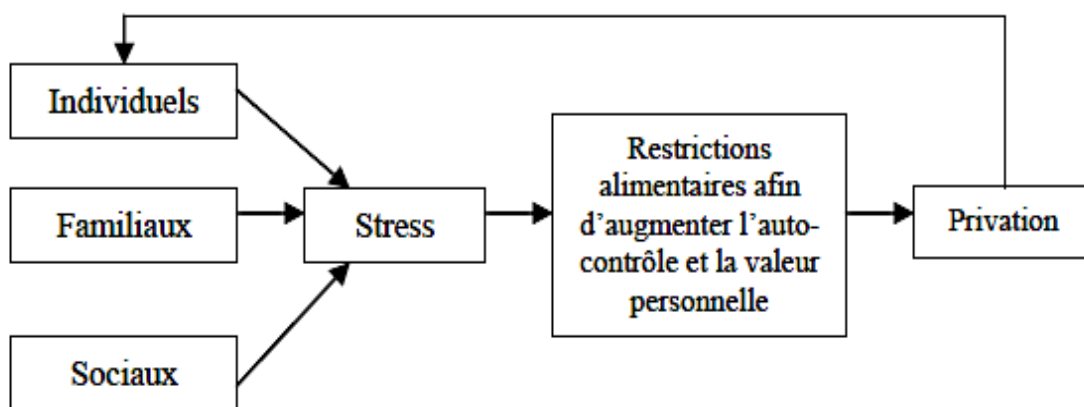 Individuels
Familiaux
Sociaux
Stress
Restrictions
alimentaires afin
d'augmenter l'auto-
contrôle et la valeur
personnelle
Privation